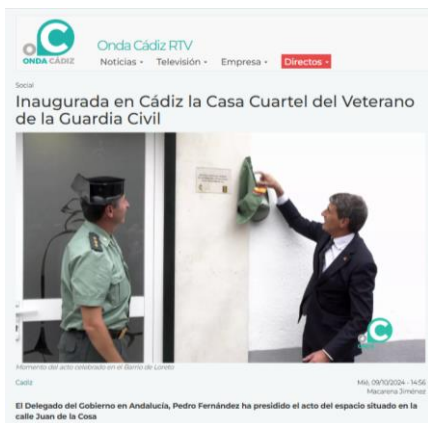 ONDA CÁDIZ
Onda Cádiz RTV
Noticias
Televisión
Empresa
Directos
Social
Inaugurada en Cádiz la Casa Cuartel del Veterano
de la Guardia Civil
Momento del acto celebrado en el Barrio de Loreto
Cádiz
Mié, 09/10/2024 - 14:56
Macarena Jiménez
El Delegado del Gobierno en Andalucía, Pedro Fernández ha presidido el acto del espacio situado en la
calle Juan de la Cosa